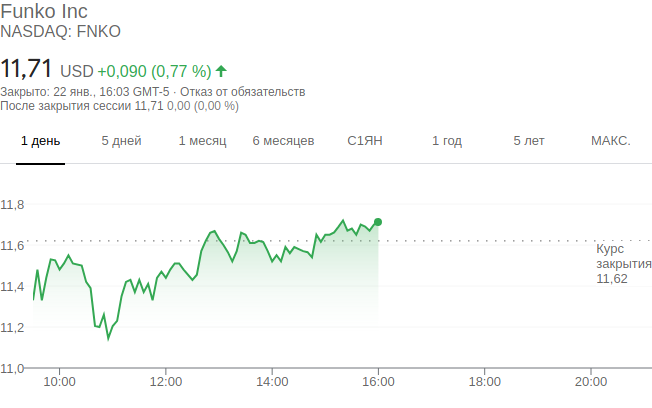 Funko Inc
NASDAQ: FNKO
11,71 USD +0,090 (0,77 %)
Закрыто: 22 янв., 16:03 GMT-5 · Отказ от обязательств
После закрытия сессии 11,71 0,00 (0,00 %)
1 день 5 дней 1 месяц 6 месяцев С1ЯН 1 год 5 лет МАКС.
11,8
11,6
Курс
закрытия
11,62
11,4
11,2
11,0
10:00 12:00 14:00 16:00 18:00 20:00